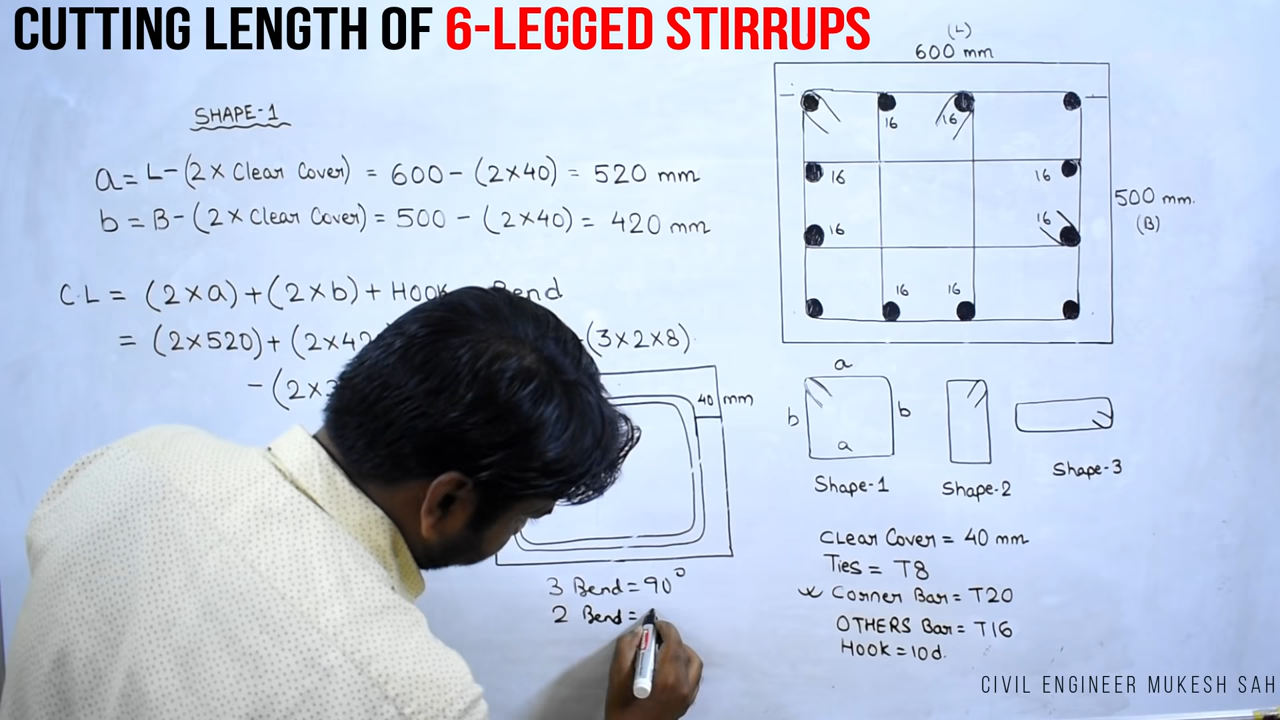 CUTTING LENGTH OF 6-LEGGED STIRRUPS
SHAPE-1
a = L-(2× Clear Cover) = 600 - (2×40) = 520 mm
b = B-(2× Clear Cover) = 500 - (2×40) = 420 mm
C.L = (2×a)+(2×b)+ HOOK Bend
= (2×520)+(2×42 (3×2×8)
-(2×
40 mm
3 Bend = 90°
2 Bend =
(L)
600 mm
16 16
16 16
16 16
16 16
500 mm.
(B)
a
b b
a
Shape-1 Shape-2 Shape-3
Clear Cover = 40 mm
Ties = T8
Corner Bar = T20
OTHERS Bar = T16
Hook = 10d.
CIVIL ENGINEER MUKESH SAH